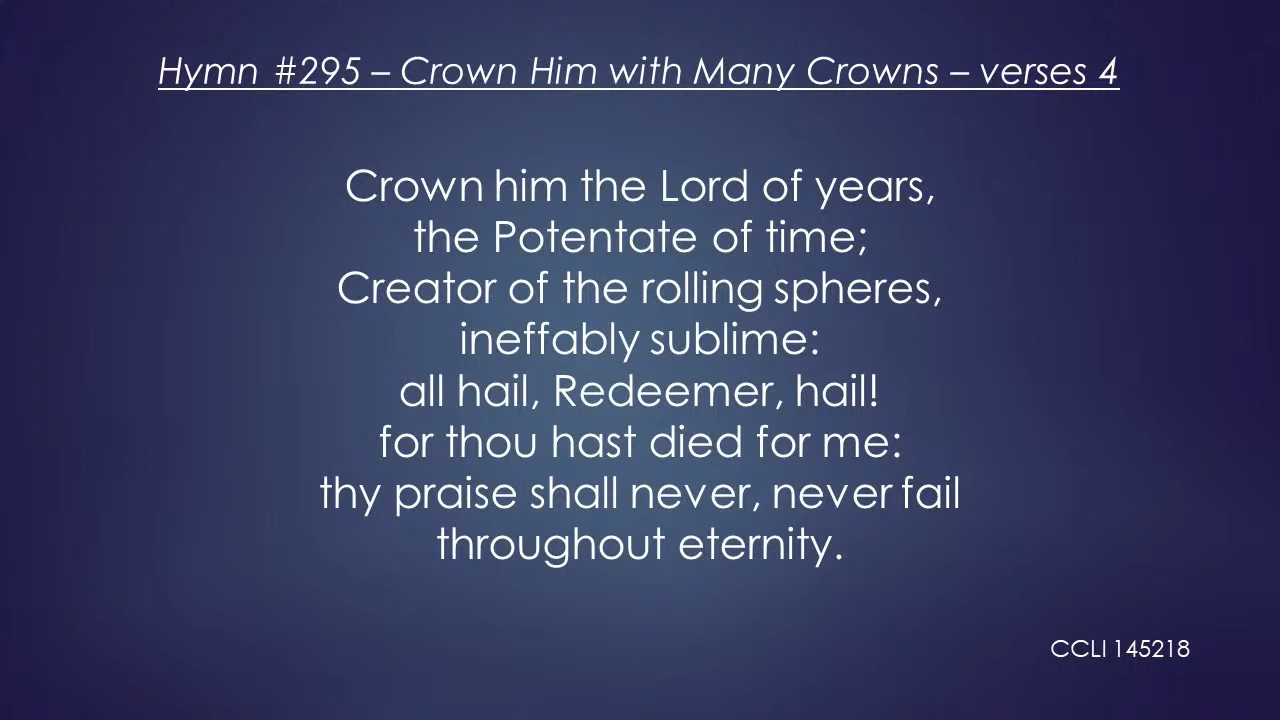 Hymn #295 – Crown Him with Many Crowns – verses 4
Crown him the Lord of years,
the Potentate of time;
Creator of the rolling spheres,
ineffably sublime:
all hail, Redeemer, hail!
for thou hast died for me:
thy praise shall never, never fail
throughout eternity.
CCLI 145218